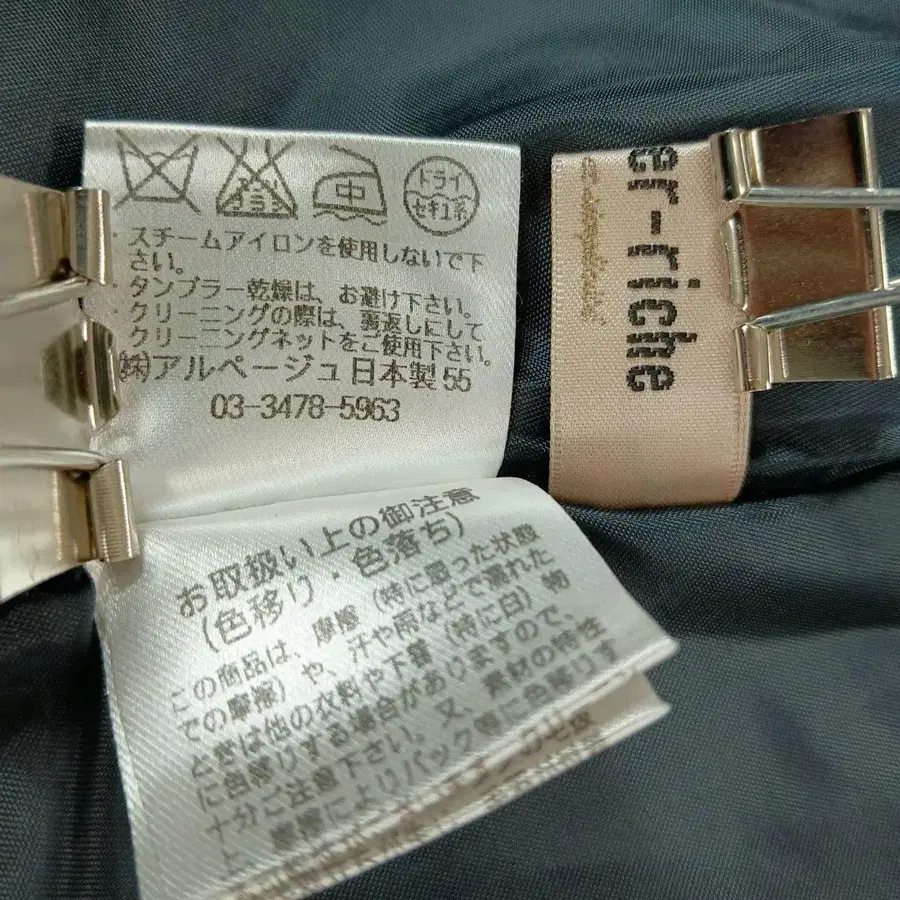 中
ドライ
セキユ系
・スチームアイロンを使用しないで下
さい。
・タンブラー乾燥は、お避け下さい。
・クリーニングの際は、裏返しにして
クリーニングネットをご使用下さい。
㈱アルページュ日本製55
03-3478-5963
er-riche
お取扱い上の御注意
(色移り・色落ち)
この商品は、摩擦(特に湿った状態
での摩擦)や、汗や雨などで濡れた
ときは他の衣料や下着(特に白)物
に色移りする場合がありますので、
十分ご注意下さい。又、素材の特性
上、摩擦によりバック等に色移りす